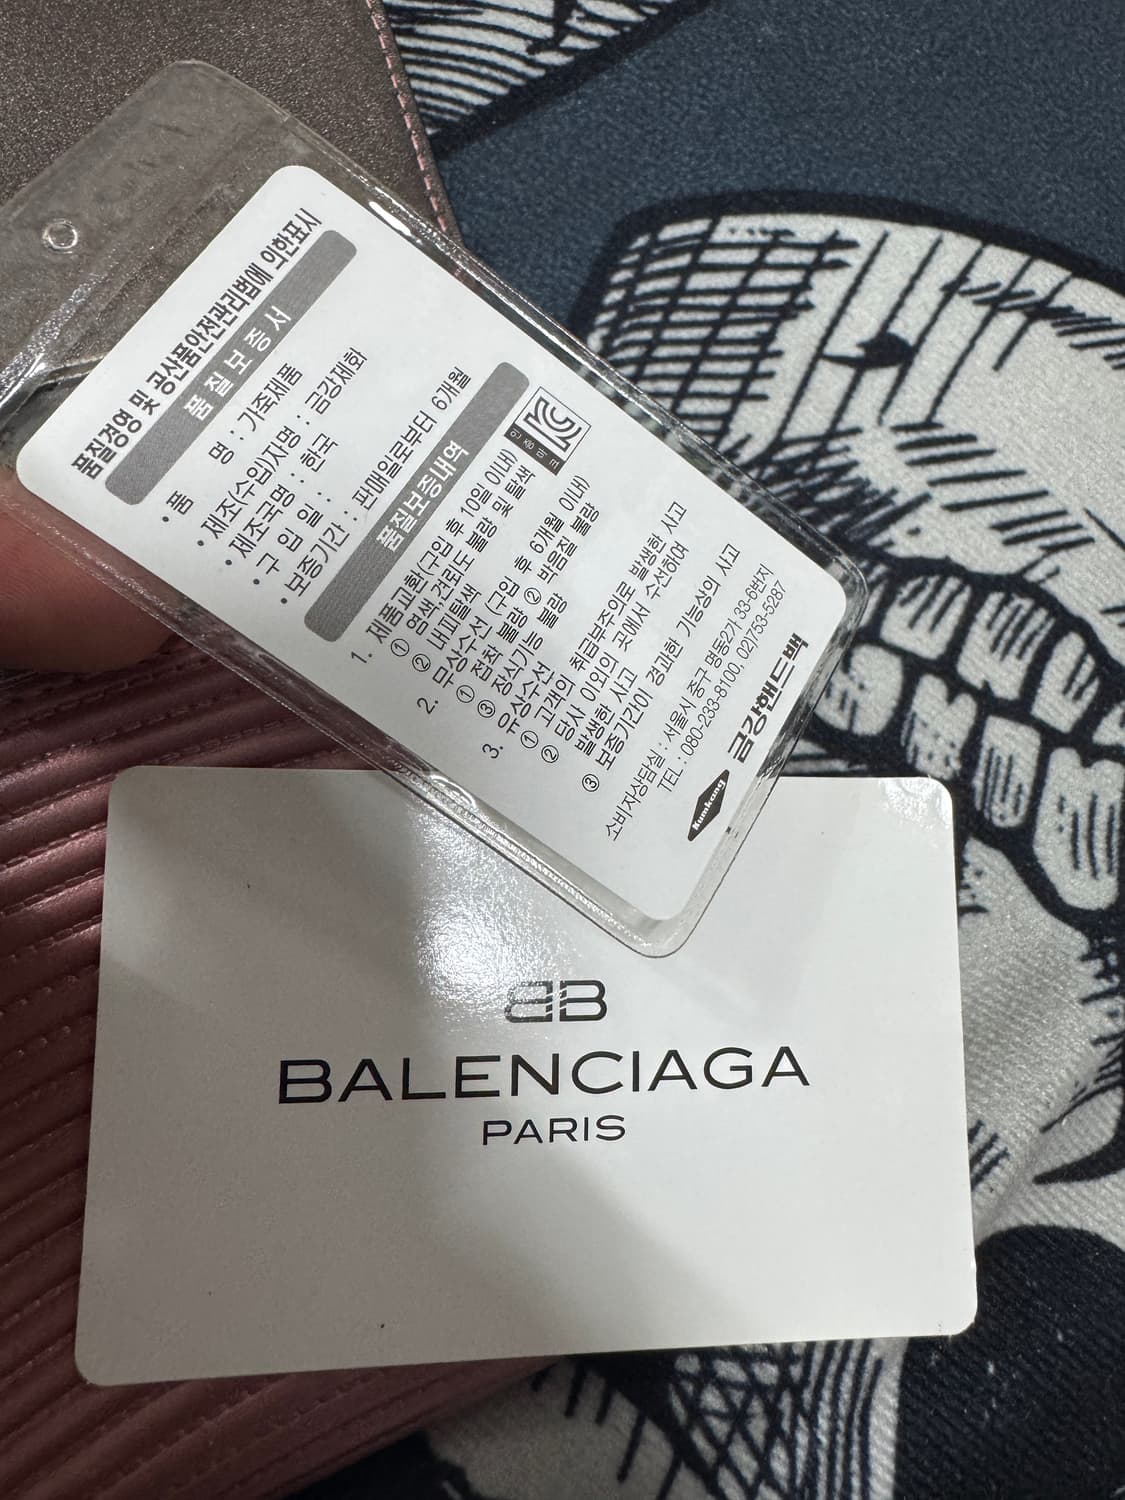 품질경영 및 공산품안전관리법에 의한표시
품질보증서
• 품 명 : 가죽제품
• 제조(수입)자명 : 금강제화
• 제조국명 : 한국
• 구 입 일 :
• 보증기간 : 판매일로부터 6개월
품질보증내역
1. 제품교환 (구입 후 10일 이내)
① 염색, 견뢰도 불량 및 탈색
② 내피탈색 불량
2. 무상수선 (구입 후 6개월 이내)
① 접착 불량 ② 박음질 불량
③ 장식기능 불량
3. 유상수선
① 고객의 취급부주의로 발생한 사고
② 당사 이외의 곳에서 수선하여
발생한 사고
③ 보증기간이 경과한 기능상의 사고
소비자상담실 : 서울시 중구 명동2가 33-6번지
TEL : 080-233-8100, 02)753-5287
Kumkang 금강핸드백
BB
BALENCIAGA
PARIS